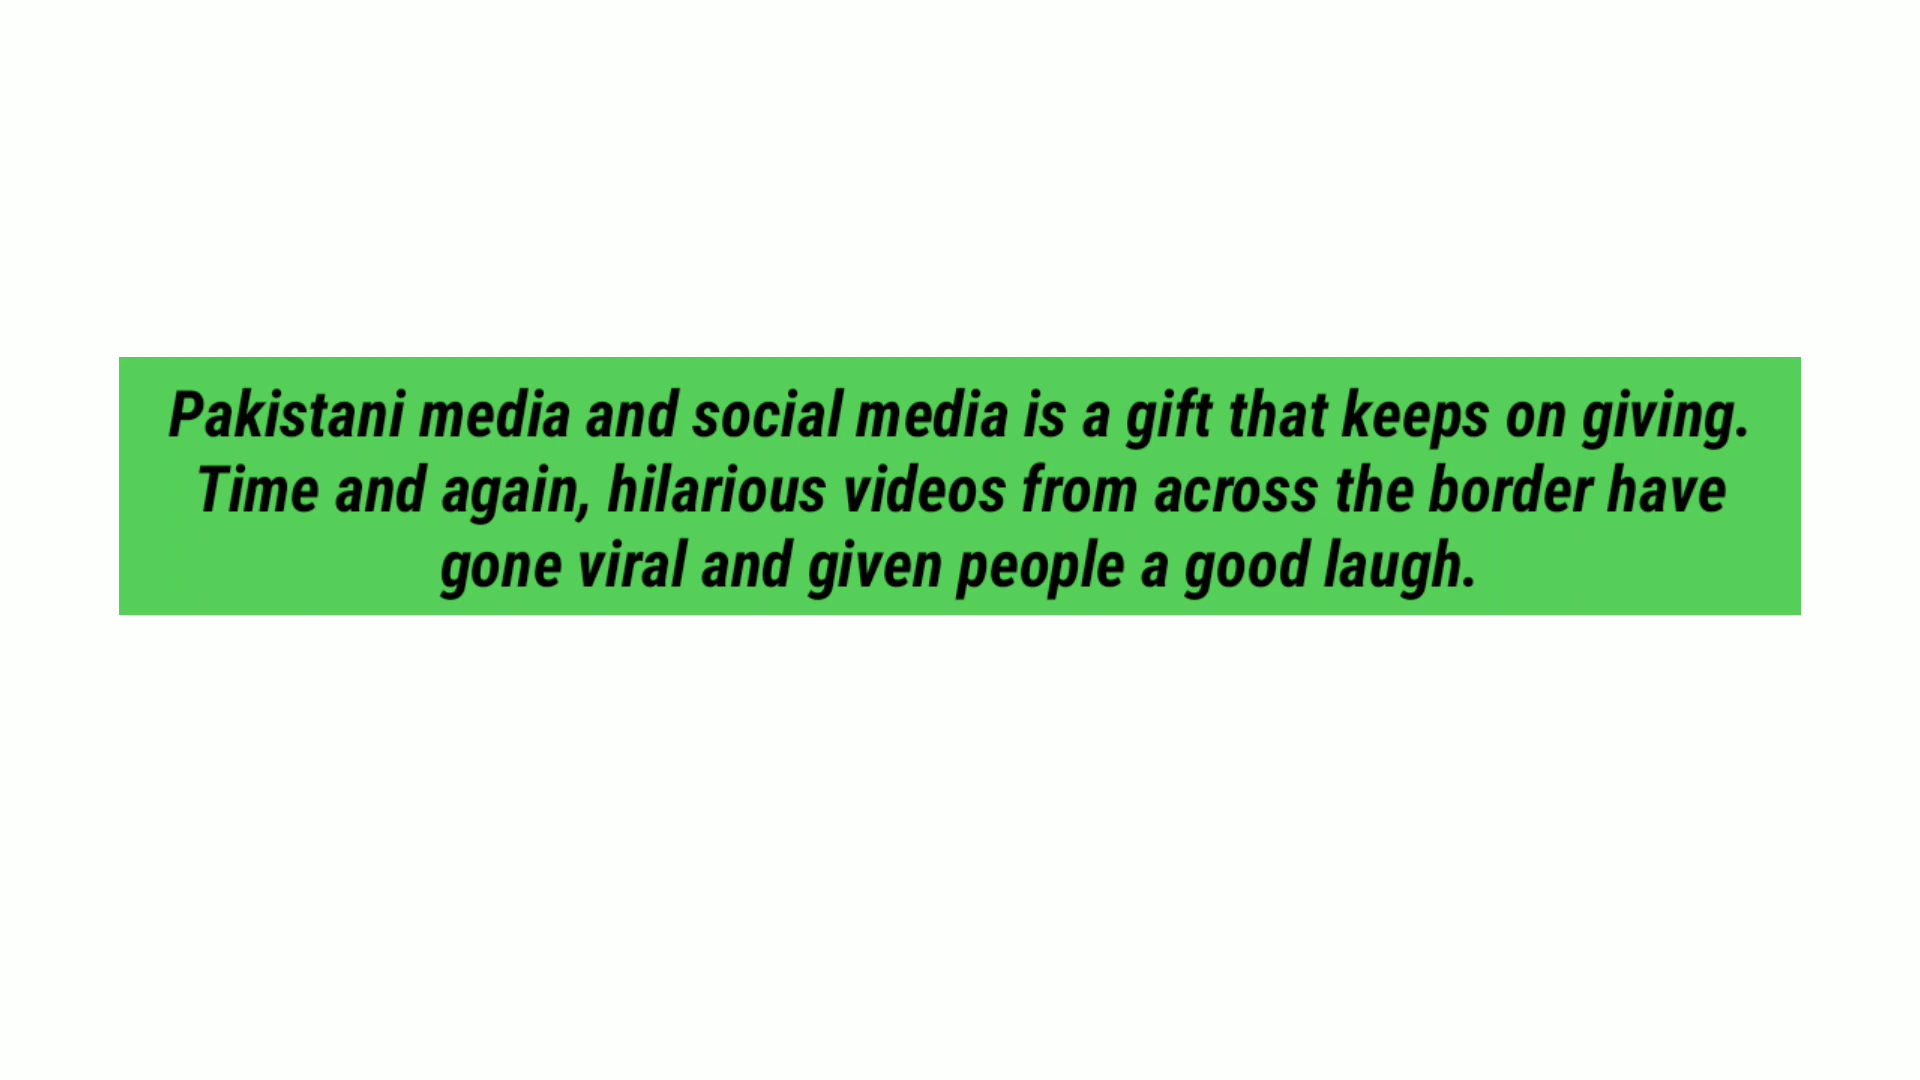 Pakistani media and social media is a gift that keeps on giving.
Time and again, hilarious videos from across the border have
gone viral and given people a good laugh.